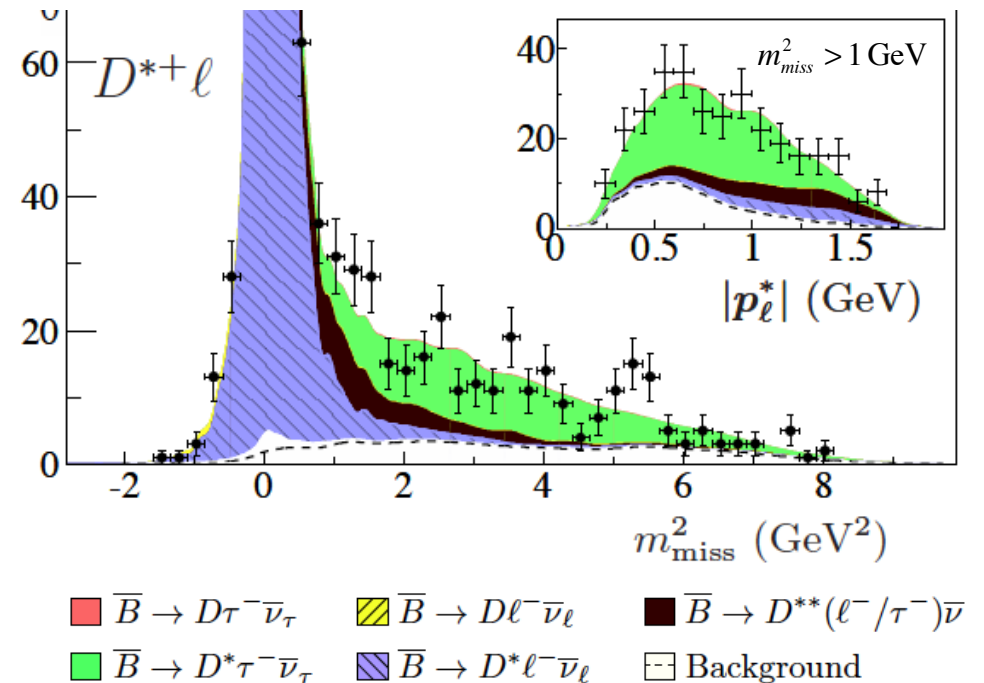 0
60
40
20
0
D*+ℓ
-2 0 2 4 6 8
m²miss (GeV²)
40
20
0
m²miss > 1 GeV
0 0.5 1 1.5
|p*ℓ| (GeV)
B̅ → Dτ⁻ν̅τ B̅ → Dℓ⁻ν̅ℓ B̅ → D**(ℓ⁻/τ⁻)ν̅
B̅ → D*τ⁻ν̅τ B̅ → D*ℓ⁻ν̅ℓ Background